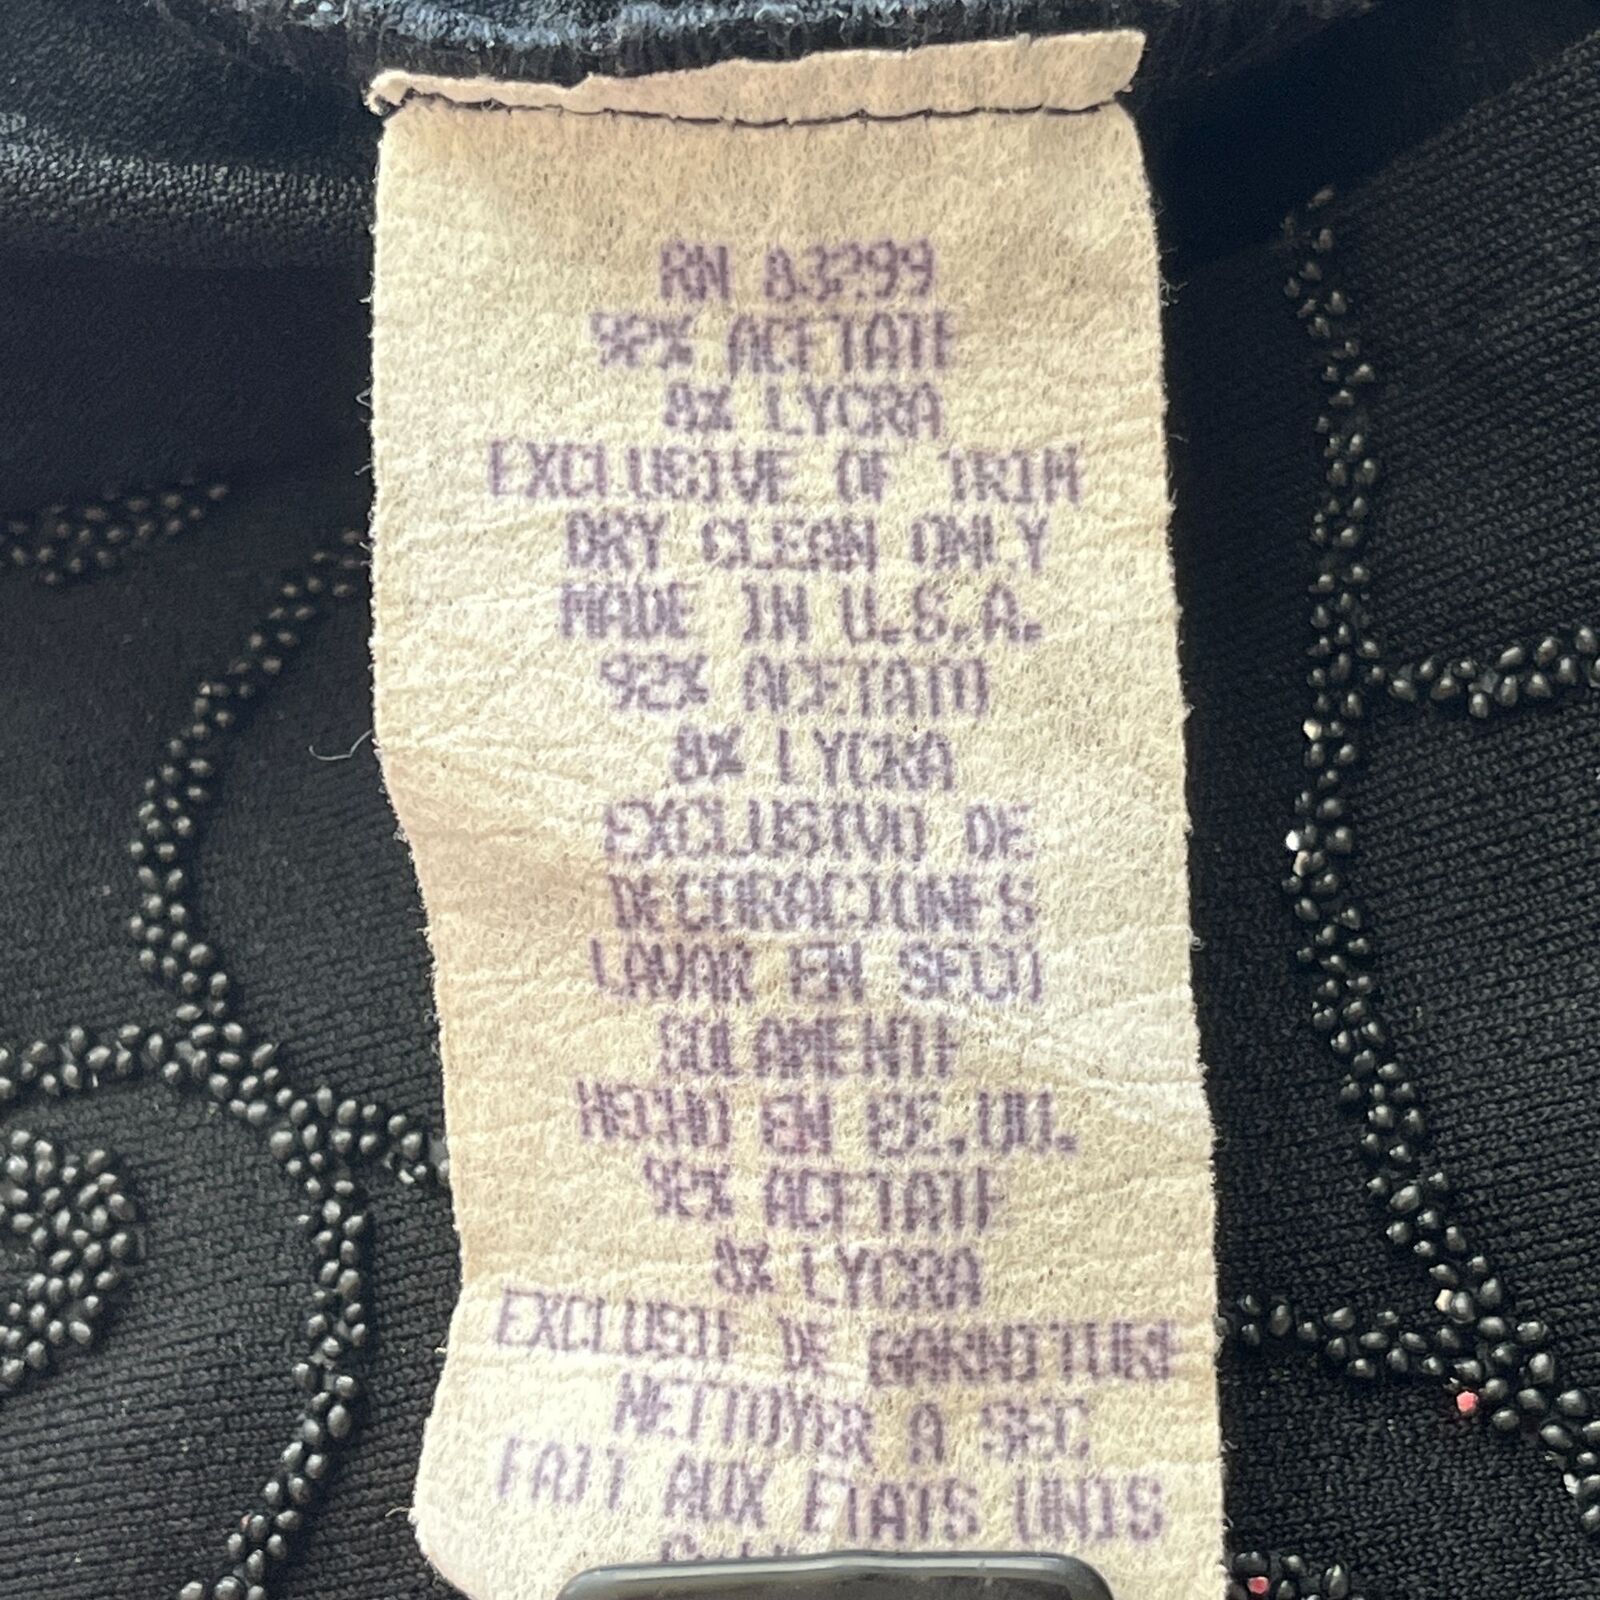 RN 83299
92% ACETATE
8% LYCRA
EXCLUSIVE OF TRIM
DRY CLEAN ONLY
MADE IN U.S.A.
92% ACETATO
8% LYCRA
EXCLUSIVO DE
DECORACIONES
LAVAR EN SECO
SOLAMENTE
HECHO EN EE.UU.
92% ACETATE
8% LYCRA
EXCLUSIF DE GARNITURE
NETTOYER A SEC
FAIT AUX ETATS UNIS